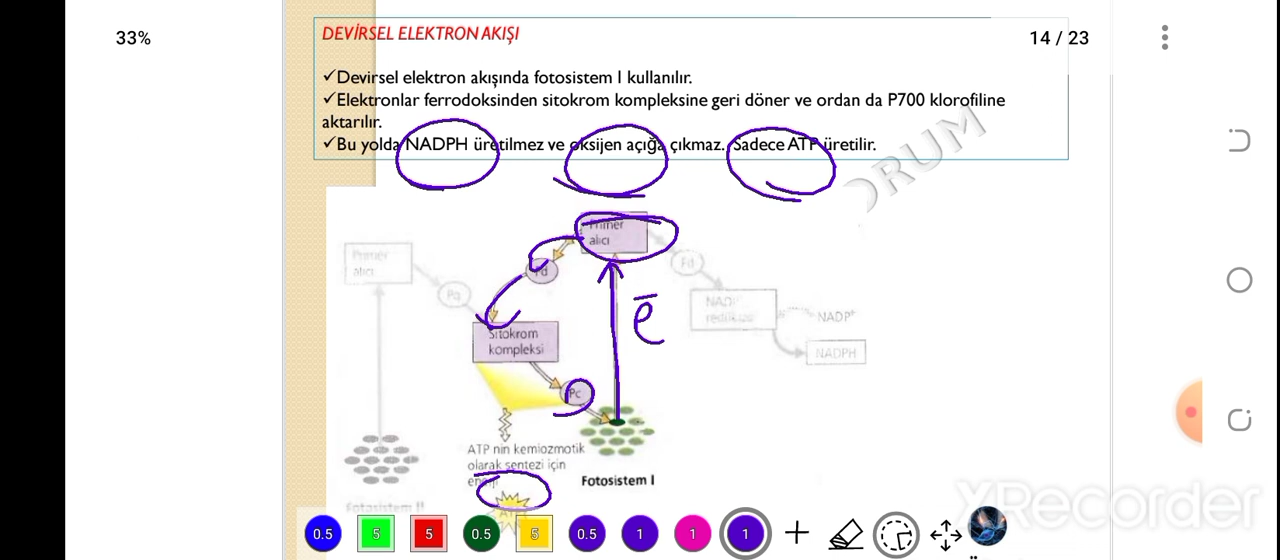 33%
14 / 23
DEVİRSEL ELEKTRON AKIŞI
✓Devirsel elektron akışında fotosistem I kullanılır.
✓Elektronlar ferrodoksinden sitokrom kompleksine geri döner ve ordan da P700 klorofiline
aktarılır.
✓Bu yolda NADPH üretilmez ve oksijen açığa çıkmaz. Sadece ATP üretilir.
ORUM
Primer
alıcı
Primer
alıcı
Fd
Fd
Pq
NADP⁺
NADPH
Sitokrom
kompleksi
e̅
Pc
ATP nin kemiozmotik
olarak sentezi için
enerji
Fotosistem I
Fotosistem II
ATP
XRecorder
0.5
5
5
0.5
5
0.5
1
1
1